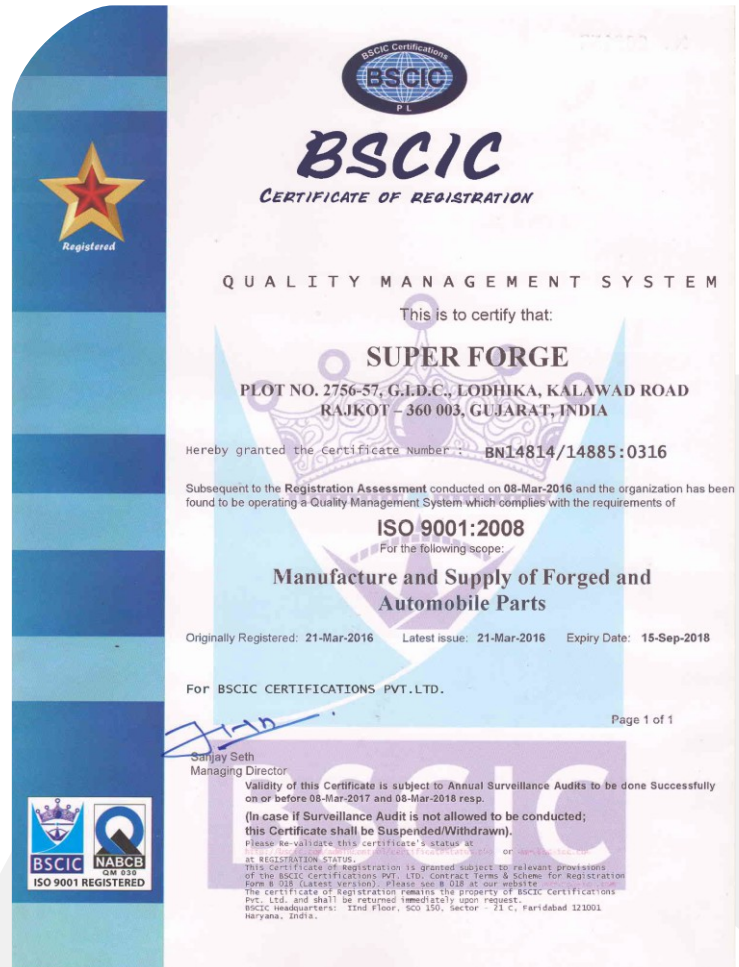 BSCIC Certifications
BSCIC
PL
BSCIC
CERTIFICATE OF REGISTRATION
Registered
QUALITY MANAGEMENT SYSTEM
This is to certify that:
SUPER FORGE
PLOT NO. 2756-57, G.I.D.C., LODHIKA, KALAWAD ROAD
RAJKOT – 360 003, GUJARAT, INDIA
Hereby granted the Certificate Number : BN14814/14885:0316
Subsequent to the Registration Assessment conducted on 08-Mar-2016 and the organization has been
found to be operating a Quality Management System which complies with the requirements of
ISO 9001:2008
For the following scope:
Manufacture and Supply of Forged and
Automobile Parts
Originally Registered: 21-Mar-2016 Latest issue: 21-Mar-2016 Expiry Date: 15-Sep-2018
For BSCIC CERTIFICATIONS PVT.LTD.
Page 1 of 1
Sanjay Seth
Managing Director
BSCIC
Validity of this Certificate is subject to Annual Surveillance Audits to be done Successfully
on or before 08-Mar-2017 and 08-Mar-2018 resp.
(In case if Surveillance Audit is not allowed to be conducted;
this Certificate shall be Suspended/Withdrawn).
Please Re-validate this certificate's status at
or
at REGISTRATION STATUS.
This Certificate of Registration is granted subject to relevant provisions
of the BSCIC Certifications PVT. LTD. Contract Terms & Scheme for Registration
Form B 01B (Latest version). Please see B 01B at our website
The certificate of Registration remains the property of BSCIC Certifications
Pvt. Ltd. and shall be returned immediately upon request.
BSCIC Headquarters: IInd Floor, SCO 150, Sector - 21 C, Faridabad 121001
Haryana, India.
BSCIC
NABCB
QM 030
ISO 9001 REGISTERED